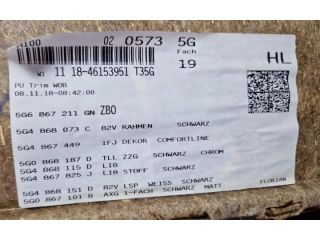 A100 02 0573 5G
Fach
W1 11 18-46153951 T35G 19 HL
PU Trim WOB
08.11.18-08:42:00
5G6 867 211 GN ZBO
5G4 868 073 C 82V RAHMEN SCHWARZ
5G4 867 449 1FJ DEKOR COMFORTLINE
5G0 868 187 D TLL ZZG SCHWARZ CHROM
5G4 868 115 D LI8
5G4 867 825 J LI8 STOFF SCHWARZ
5G4 868 151 D 82V LSP WEISS SCHWARZ
5G0 867 101 B AXG 1-FACH SCHWARZ MATT FLORIAN